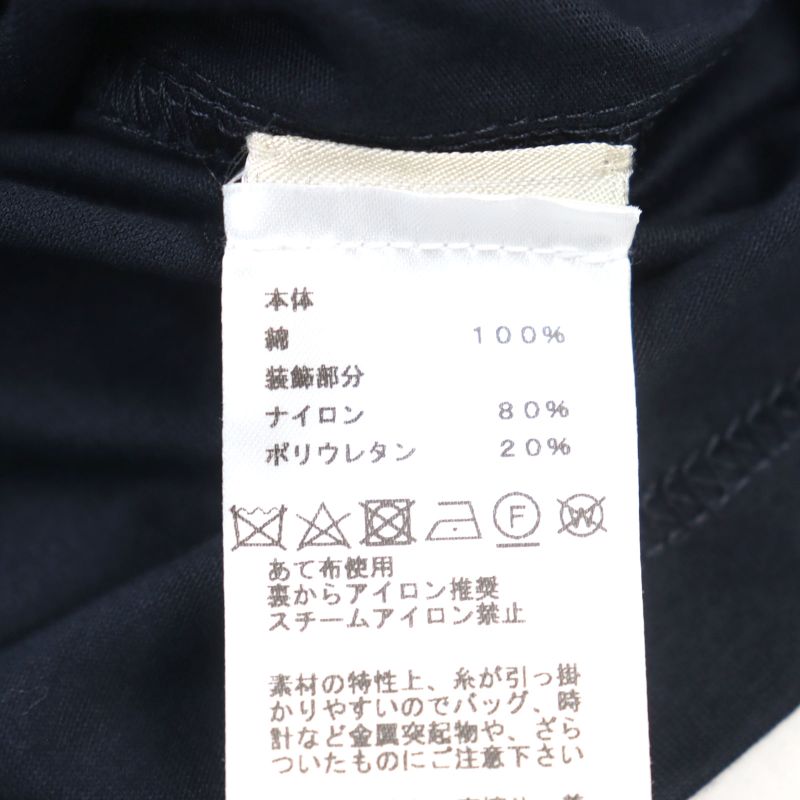 本体
綿 100%
装飾部分
ナイロン 80%
ポリウレタン 20%
F W
あて布使用
裏からアイロン推奨
スチームアイロン禁止
素材の特性上、糸が引っ掛
かりやすいのでバッグ、時
計など金属突起物や、ざら
ついたものにご注意下さい